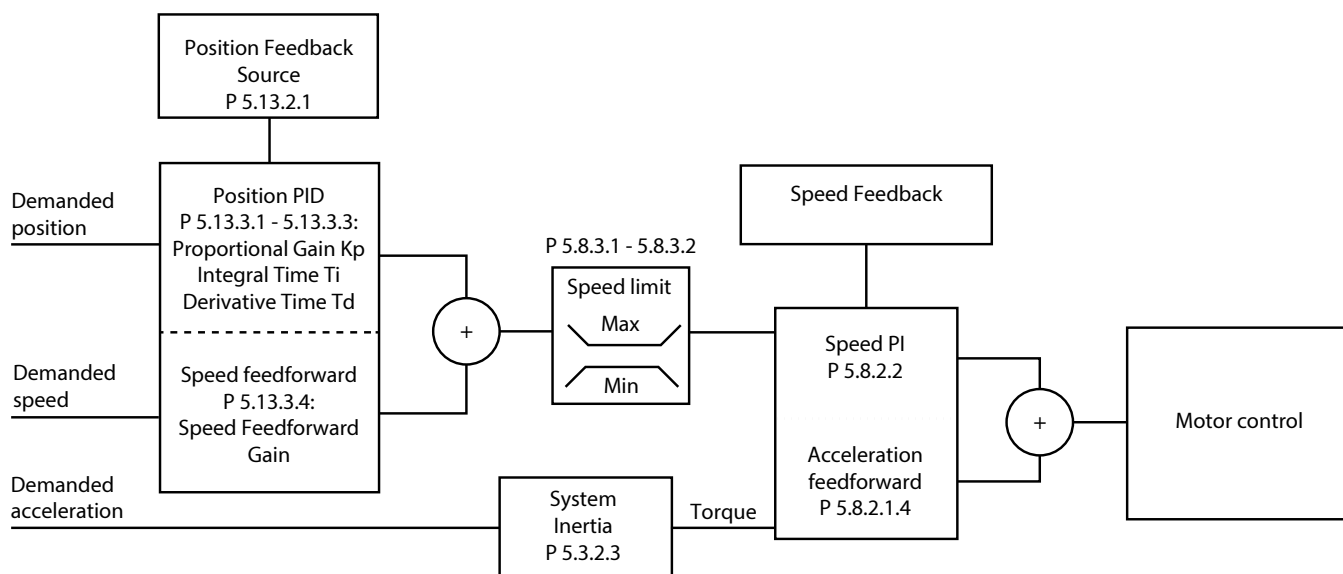 Position Feedback
Source
P 5.13.2.1
Demanded
position
Position PID
P 5.13.3.1 - 5.13.3.3:
Proportional Gain Kp
Integral Time Ti
Derivative Time Td
Demanded
speed
Speed feedforward
P 5.13.3.4:
Speed Feedforward
Gain
+
P 5.8.3.1 - 5.8.3.2
Speed limit
Max
Min
Speed Feedback
Speed PI
P 5.8.2.2
Acceleration
feedforward
P 5.8.2.1.4
+
Motor control
Demanded
acceleration
System
Inertia
P 5.3.2.3
Torque